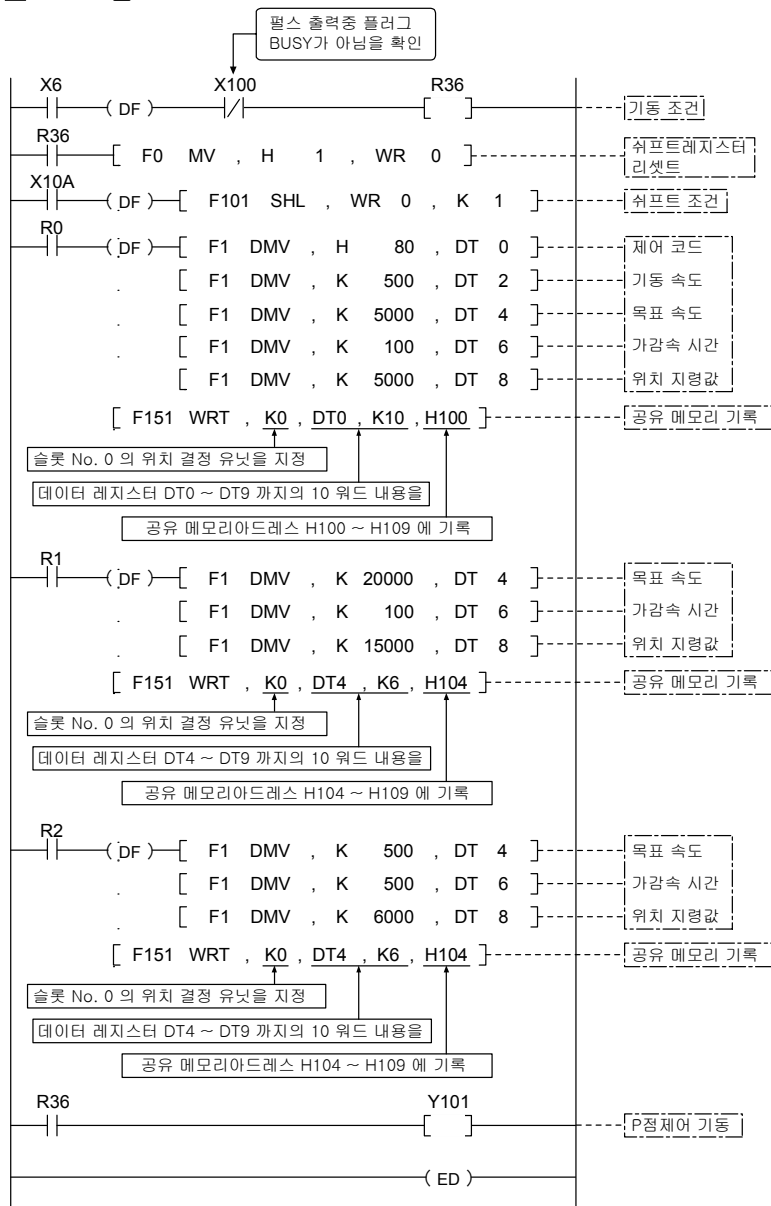 펄스 출력중 플러그
BUSY가 아님을 확인
X6 ( DF ) X100 R36 기동 조건
R36 [ F0 MV , H 1 , WR 0 ] 쉬프트레지스터
리셋트
X10A ( DF ) [ F101 SHL , WR 0 , K 1 ] 쉬프트 조건
R0 ( DF ) [ F1 DMV , H 80 , DT 0 ] 제어 코드
[ F1 DMV , K 500 , DT 2 ] 기동 속도
[ F1 DMV , K 5000 , DT 4 ] 목표 속도
[ F1 DMV , K 100 , DT 6 ] 가감속 시간
[ F1 DMV , K 5000 , DT 8 ] 위치 지령값
[ F151 WRT , K0 , DT0 , K10 , H100 ] 공유 메모리 기록
슬롯 No. 0 의 위치 결정 유닛을 지정
데이터 레지스터 DT0 ~ DT9 까지의 10 워드 내용을
공유 메모리아드레스 H100 ~ H109 에 기록
R1 ( DF ) [ F1 DMV , K 20000 , DT 4 ] 목표 속도
[ F1 DMV , K 100 , DT 6 ] 가감속 시간
[ F1 DMV , K 15000 , DT 8 ] 위치 지령값
[ F151 WRT , K0 , DT4 , K6 , H104 ] 공유 메모리 기록
슬롯 No. 0 의 위치 결정 유닛을 지정
데이터 레지스터 DT4 ~ DT9 까지의 10 워드 내용을
공유 메모리아드레스 H104 ~ H109 에 기록
R2 ( DF ) [ F1 DMV , K 500 , DT 4 ] 목표 속도
[ F1 DMV , K 500 , DT 6 ] 가감속 시간
[ F1 DMV , K 6000 , DT 8 ] 위치 지령값
[ F151 WRT , K0 , DT4 , K6 , H104 ] 공유 메모리 기록
슬롯 No. 0 의 위치 결정 유닛을 지정
데이터 레지스터 DT4 ~ DT9 까지의 10 워드 내용을
공유 메모리아드레스 H104 ~ H109 에 기록
R36 Y101 P점제어 기동
( ED )